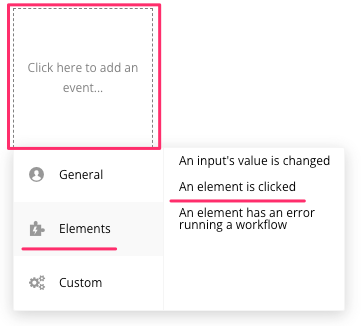 Click here to add an
event...
General
Elements
Custom
An input's value is changed
An element is clicked
An element has an error
running a workflow